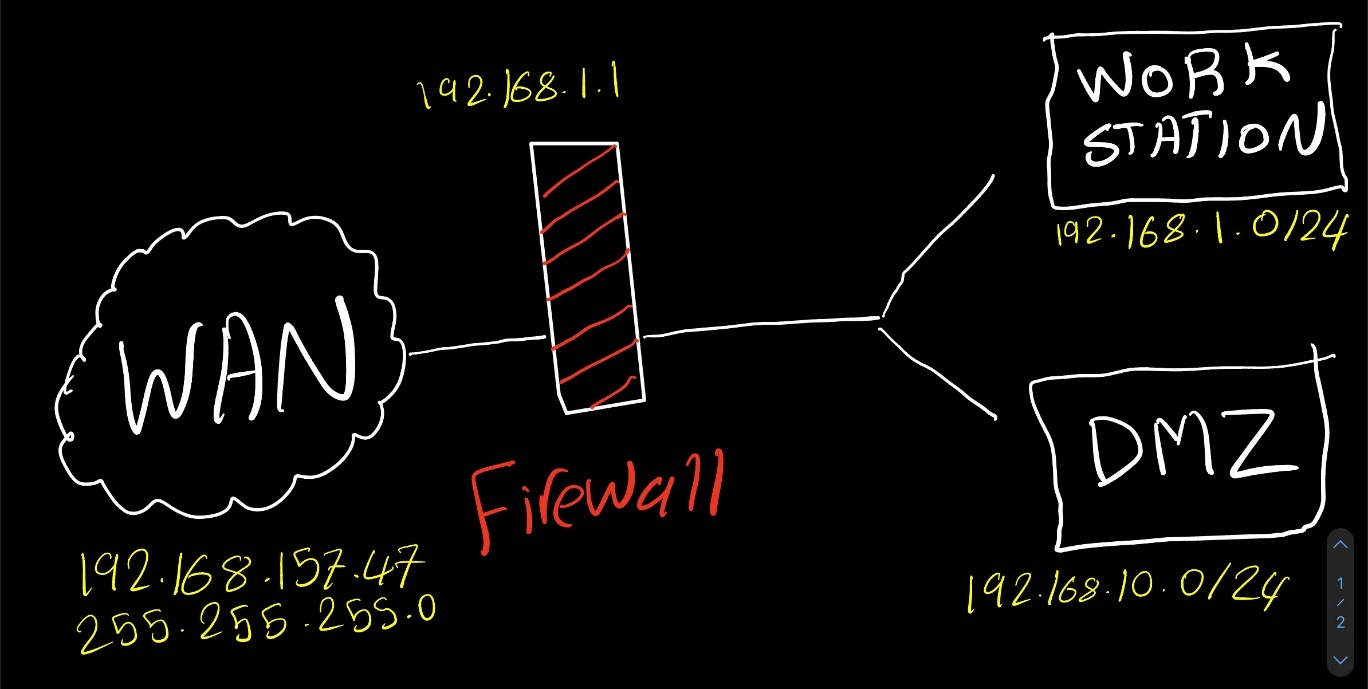 192.168.1.1
WORK
STATION
192.168.1.0/24
WAN
Firewall
DMZ
192.168.157.47
255.255.255.0
192.168.10.0/24
1
/
2